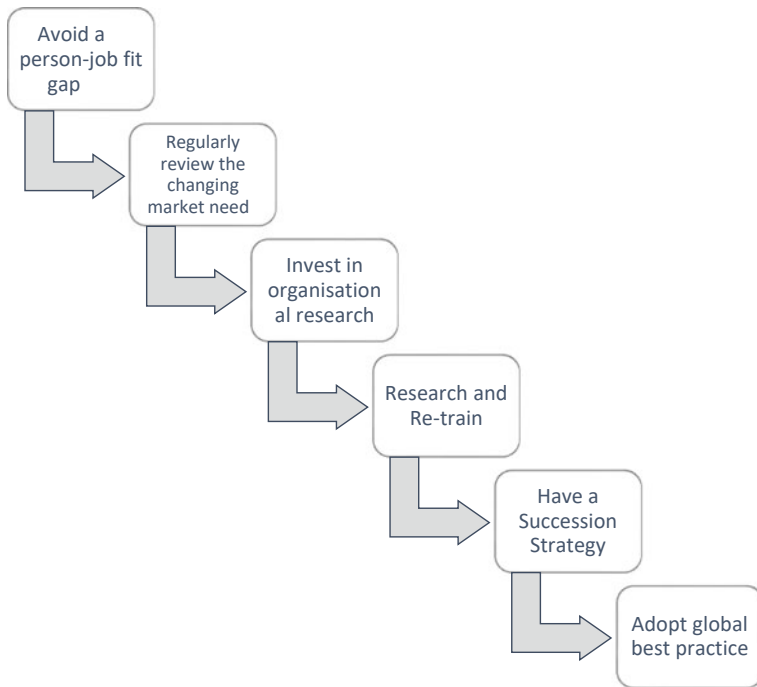 Avoid a
person-job fit
gap
Regularly
review the
changing
market need
Invest in
organisation
al research
Research and
Re-train
Have a
Succession
Strategy
Adopt global
best practice